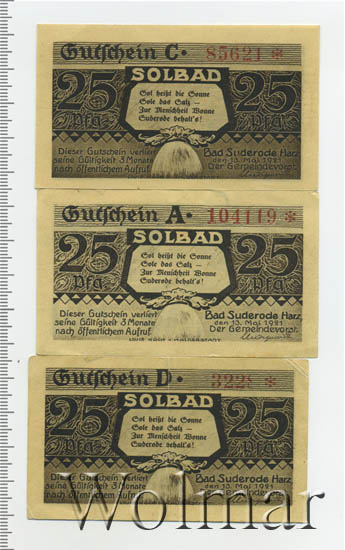 Gutschein C. 85621 *
SOLBAD
25 25
Pfg. Pfg.
Sol heißt die Sonne
Sole das Salz –
Zur Menschheit Wonne
Suderode behalt's!
Dieser Gutschein verliert
seine Gültigkeit 3 Monate
nach öffentlichem Aufruf.
Bad Suderode Harz,
den 13. Mai 1921
Der Gemeindevorst.
Gutschein A. 104119 *
SOLBAD
25 25
Pfg. Pfg.
Sol heißt die Sonne
Sole das Salz –
Zur Menschheit Wonne
Suderode behalt's!
Dieser Gutschein verliert
seine Gültigkeit 3 Monate
nach öffentlichem Aufruf.
Bad Suderode Harz,
den 13. Mai 1921
Der Gemeindevorst.
Gutschein D. 322 *
SOLBAD
25 25
Pfg. Pfg.
Sol heißt die Sonne
Sole das Salz –
Zur Menschheit Wonne
Suderode behalt's!
Dieser Gutschein verliert
seine Gültigkeit 3 Monate
nach öffentlichem Aufruf.
Bad Suderode Harz,
den 13. Mai 1921
Der Gemeindevorst.
Wolmar